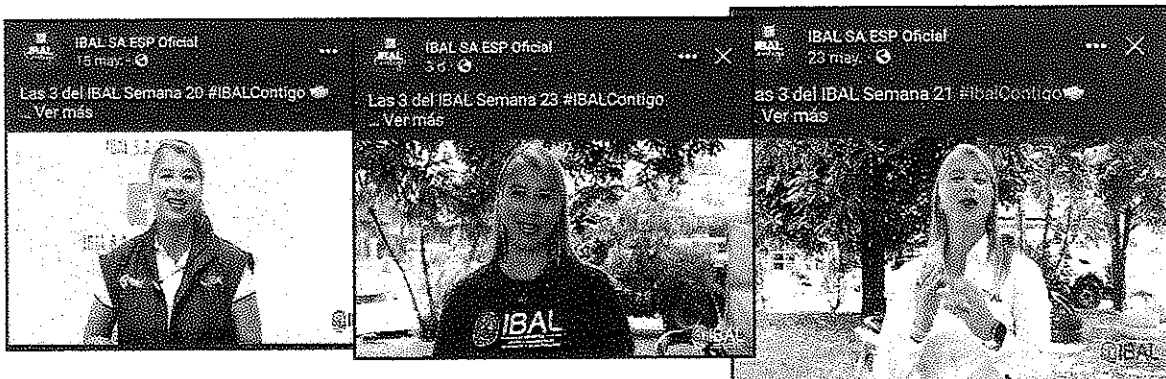 IBAL SA ESP Oficial
15 may. ·
Las 3 del IBAL Semana 20 #IBALContigo
... Ver más
IBAL SA ESP Oficial
Las 3 del IBAL Semana 23 #IBALContigo
... Ver más
IBAL
IBAL SA ESP Oficial
23 may. ·
as 3 del IBAL Semana 21 #IbalContigo
Ver más
IBAL